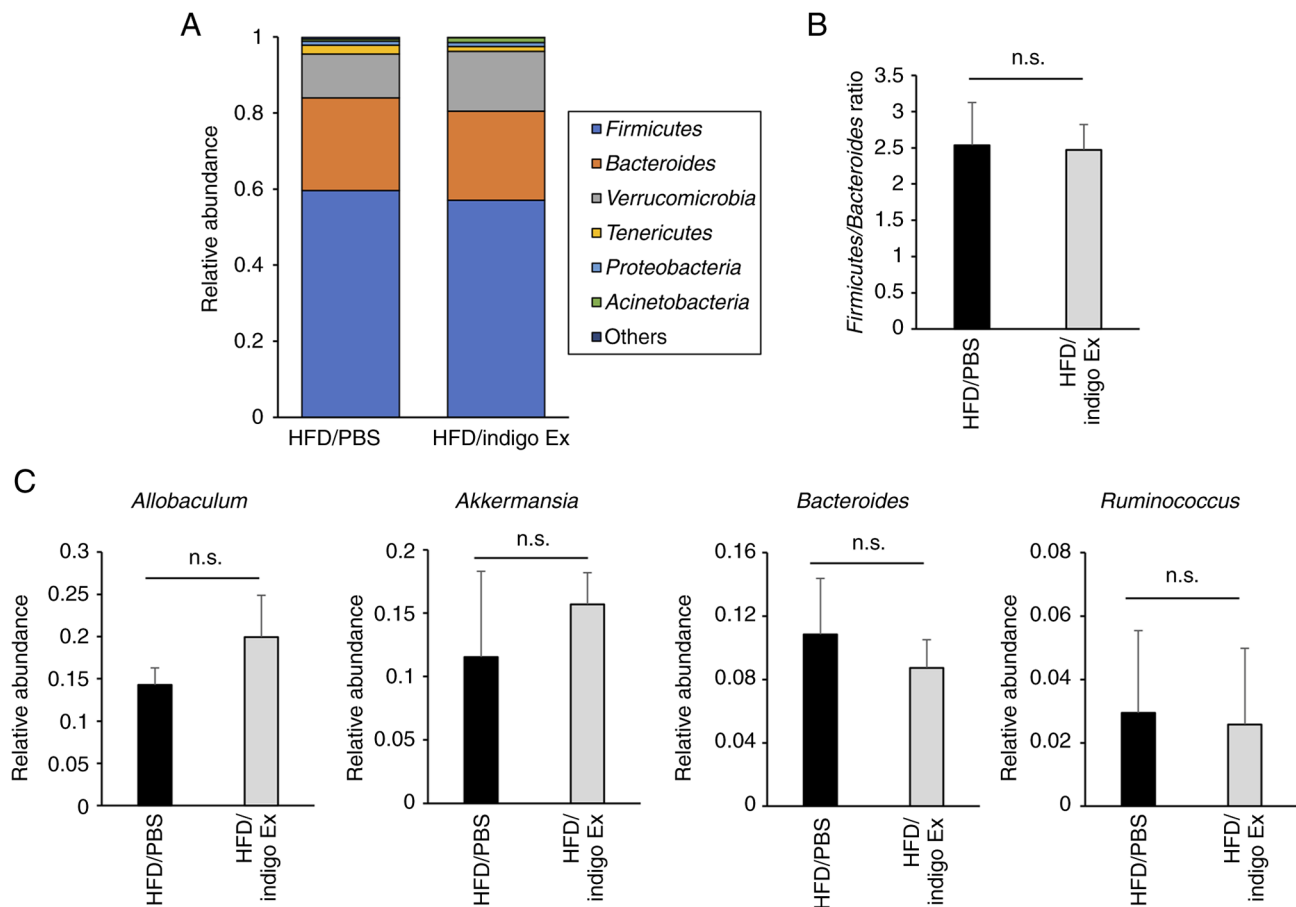 A
1
0.8
0.6
0.4
0.2
0
Relative abundance
HFD/PBS
HFD/indigo Ex
Firmicutes
Bacteroides
Verrucomicrobia
Tenericutes
Proteobacteria
Acinetobacteria
Others
B
n.s.
3.5
3
2.5
2
1.5
1
0.5
0
Firmicutes/Bacteroides ratio
HFD/PBS
HFD/
indigo Ex
C
Allobaculum
n.s.
0.3
0.25
0.2
0.15
0.1
0.05
0
Relative abundance
HFD/PBS
HFD/
indigo Ex
Akkermansia
n.s.
0.2
0.15
0.1
0.05
0
Relative abundance
HFD/PBS
HFD/
indigo Ex
Bacteroides
n.s.
0.16
0.12
0.08
0.04
0
Relative abundance
HFD/PBS
HFD/
indigo Ex
Ruminococcus
n.s.
0.08
0.06
0.04
0.02
0
Relative abundance
HFD/PBS
HFD/
indigo Ex